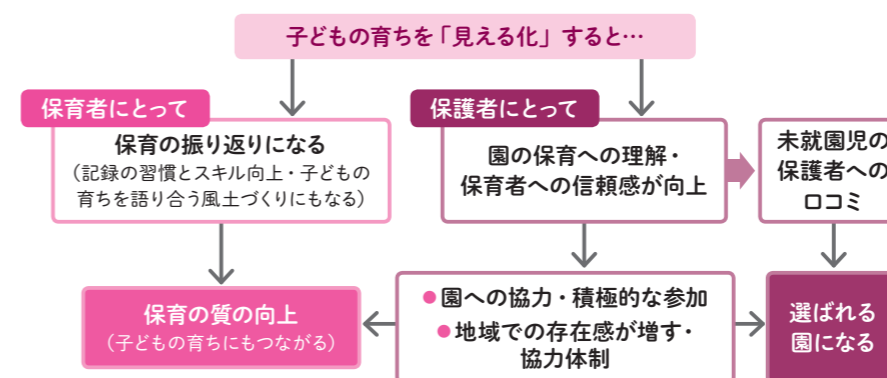 子どもの育ちを「見える化」すると…
保育者にとって
保育の振り返りになる
（記録の習慣とスキル向上・子どもの
育ちを語り合う風土づくりにもなる）
保護者にとって
園の保育への理解・
保育者への信頼感が向上
未就園児の
保護者への
口コミ
保育の質の向上
（子どもの育ちにもつながる）
●園への協力・積極的な参加
●地域での存在感が増す・
協力体制
選ばれる
園になる